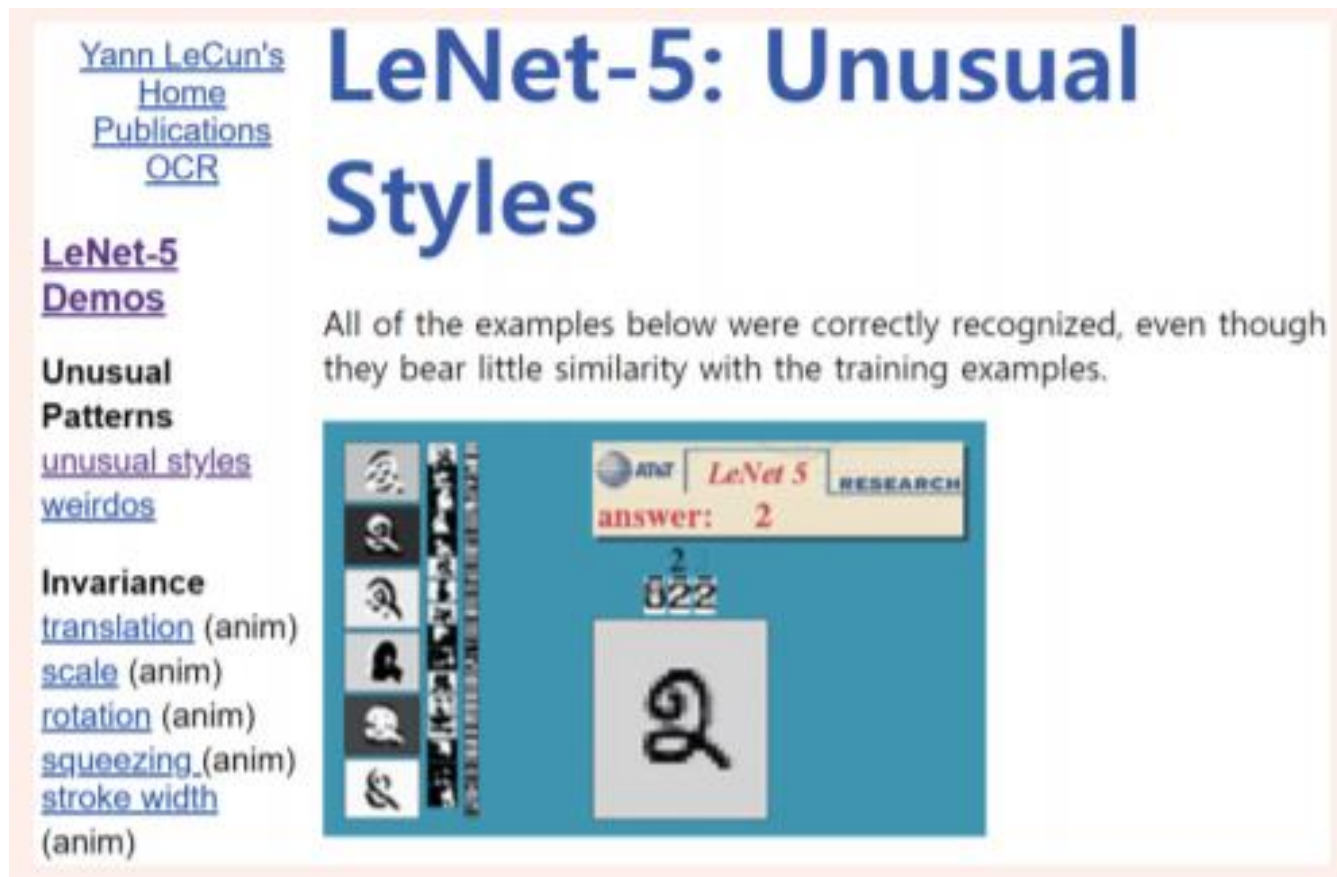 Yann LeCun's
Home
Publications
OCR
LeNet-5
Demos
Unusual
Patterns
unusual styles
weirdos
Invariance
translation (anim)
scale (anim)
rotation (anim)
squeezing (anim)
stroke width
(anim)
LeNet-5: Unusual
Styles
All of the examples below were correctly recognized, even though
they bear little similarity with the training examples.
AT&T LeNet 5 RESEARCH
answer: 2
2
822
2